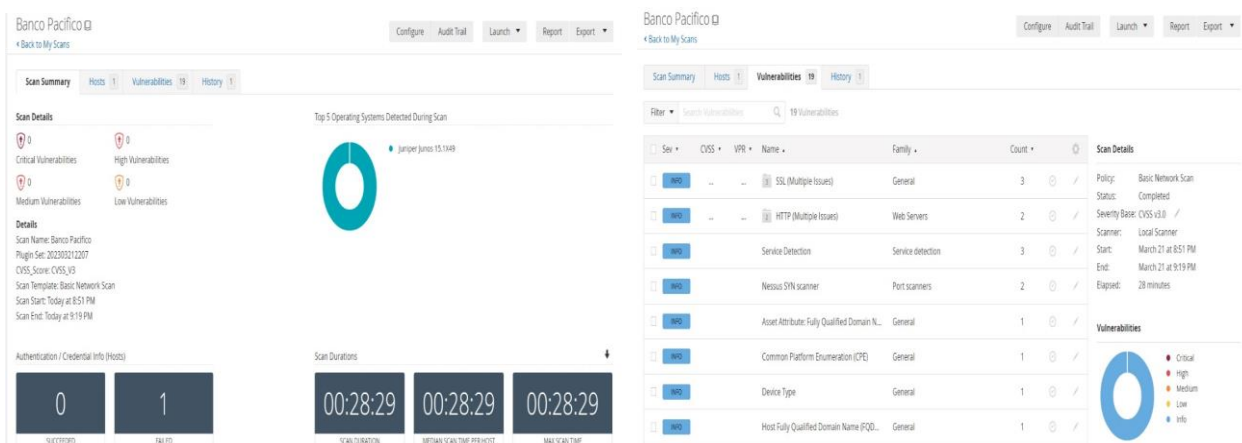 Banco Pacifico
Configure Audit Trail Launch Report Export
Back to My Scans
Scan Summary Hosts 1 Vulnerabilities 19 History 1
Scan Details
0
Critical Vulnerabilities
0
High Vulnerabilities
0
Medium Vulnerabilities
0
Low Vulnerabilities
Details
Scan Name: Banco Pacifico
Plugin Set: 202303212207
CVSS_Score: CVSS_V3
Scan Template: Basic Network Scan
Scan Start: Today at 8:51 PM
Scan End: Today at 9:19 PM
Top 5 Operating Systems Detected During Scan
Juniper Junos 15.1X49
Authentication / Credential Info (Hosts)
0
SUCCEEDED
1
FAILED
Scan Durations
00:28:29
SCAN DURATION
00:28:29
MEDIAN SCAN TIME PER HOST
00:28:29
MAX SCAN TIME
Banco Pacifico
Configure Audit Trail Launch Report Export
Back to My Scans
Scan Summary Hosts 1 Vulnerabilities 19 History 1
Filter Search Vulnerabilities 19 Vulnerabilities
Sev CVSS VPR Name Family Count
INFO ... ... SSL (Multiple Issues) General 3
INFO ... ... HTTP (Multiple Issues) Web Servers 2
INFO Service Detection Service detection 3
INFO Nessus SYN scanner Port scanners 2
INFO Asset Attribute: Fully Qualified Domain N... General 1
INFO Common Platform Enumeration (CPE) General 1
INFO Device Type General 1
INFO Host Fully Qualified Domain Name (FQD... General 1
Scan Details
Policy: Basic Network Scan
Status: Completed
Severity Base: CVSS v3.0
Scanner: Local Scanner
Start: March 21 at 8:51 PM
End: March 21 at 9:19 PM
Elapsed: 28 minutes
Vulnerabilities
Critical
High
Medium
Low
Info